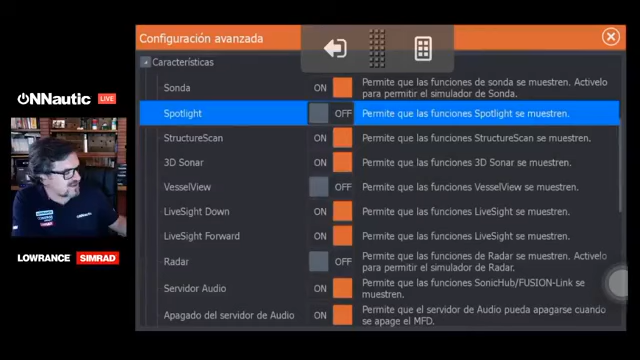 Configuración avanzada
Características
Sonda ON Permite que las funciones de sonda se muestren. Activelo
para permitir el simulador de Sonda.
Spotlight OFF Permite que las funciones Spotlight se muestren.
StructureScan ON Permite que las funciones StructureScan se muestren.
3D Sonar ON Permite que las funciones 3D Sonar se muestren.
VesselView OFF Permite que las funciones VesselView se muestren.
LiveSight Down ON Permite que las funciones LiveSight se muestren.
LiveSight Forward ON Permite que las funciones LiveSight se muestren.
Radar OFF Permite que las funciones de Radar se muestren. Activelo
para permitir el simulador de Radar.
Servidor Audio ON Permite que las funciones SonicHub/FUSION-Link se
muestren.
Apagado del servidor de Audio ON Permite que el servidor de Audio pueda apagarse cuando
se apage el MFD.
ONNautic LIVE
LOWRANCE SIMRAD